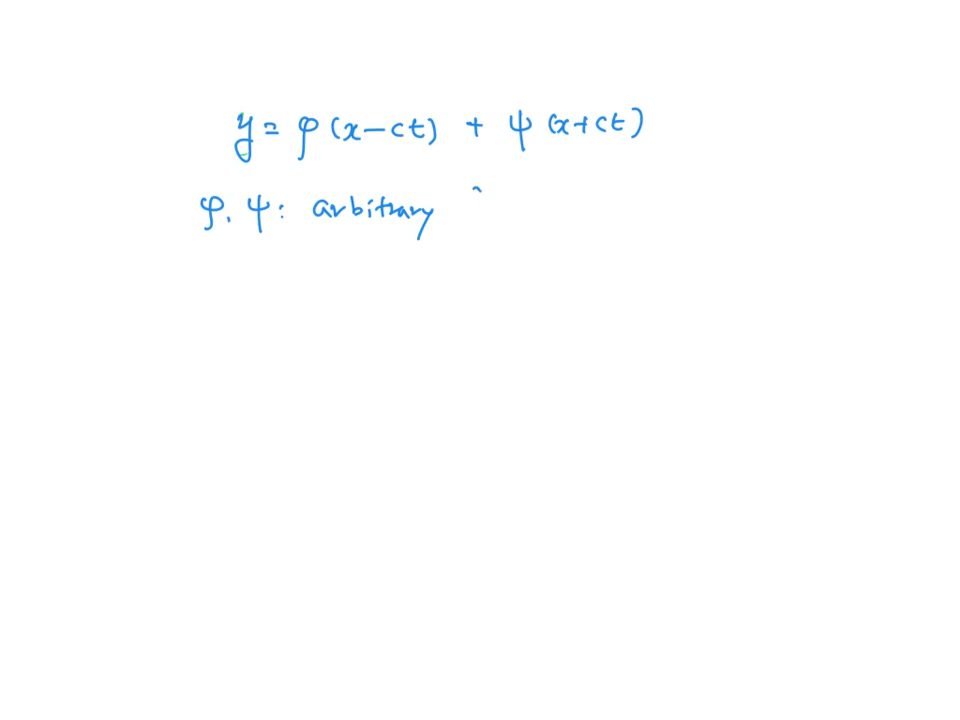 y = φ(x-ct) + ψ(x+ct)
φ. ψ: arbitrary